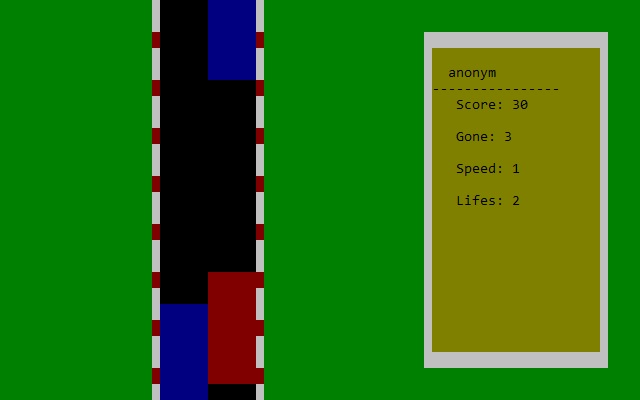 anonym
----------------
Score: 30
Gone: 3
Speed: 1
Lifes: 2